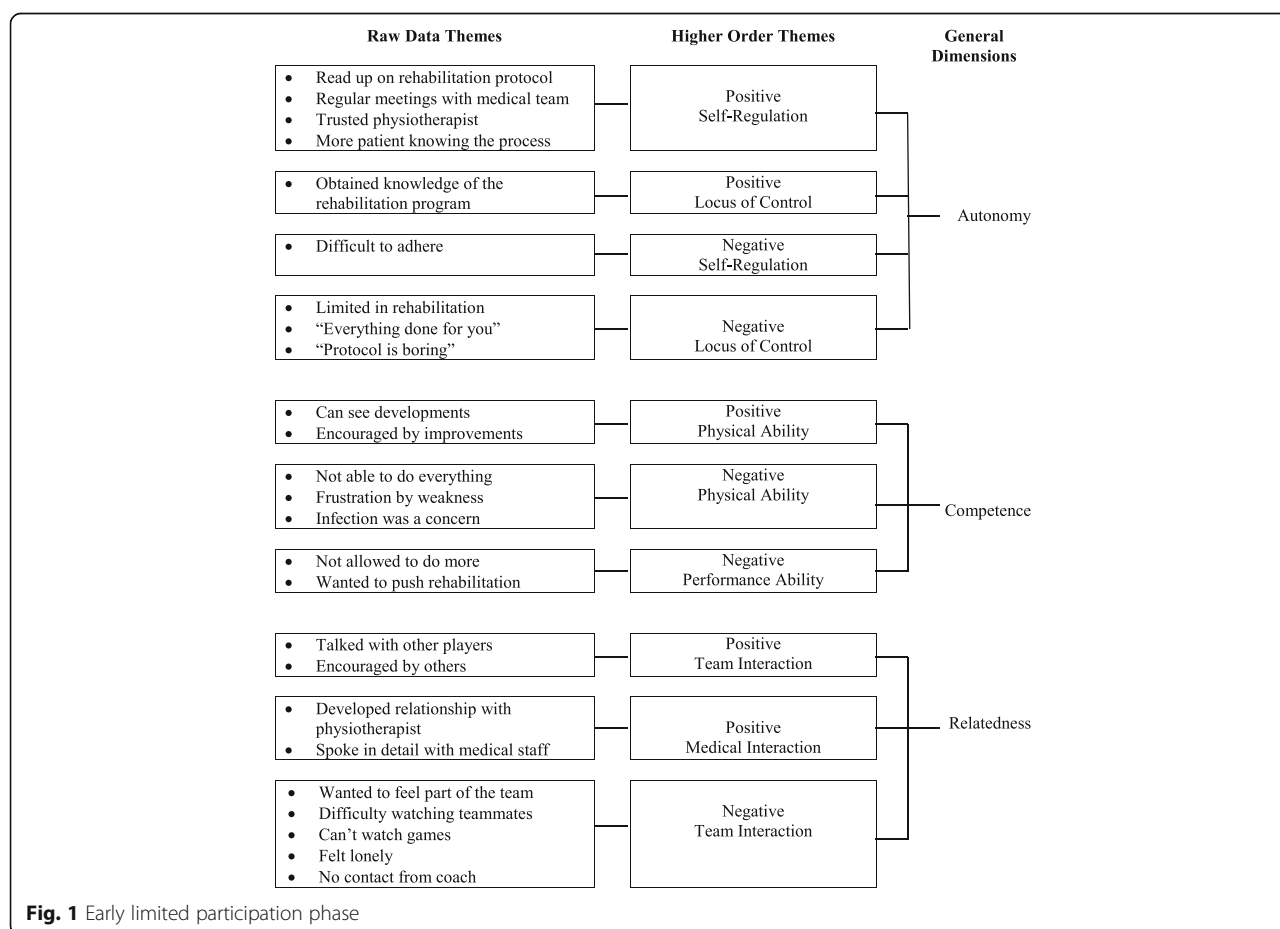 Raw Data Themes
Higher Order Themes
General
Dimensions
• Read up on rehabilitation protocol
• Regular meetings with medical team
• Trusted physiotherapist
• More patient knowing the process
Positive
Self-Regulation
• Obtained knowledge of the
rehabilitation program
Positive
Locus of Control
• Difficult to adhere
Negative
Self-Regulation
• Limited in rehabilitation
• “Everything done for you”
• “Protocol is boring”
Negative
Locus of Control
Autonomy
• Can see developments
• Encouraged by improvements
Positive
Physical Ability
• Not able to do everything
• Frustration by weakness
• Infection was a concern
Negative
Physical Ability
• Not allowed to do more
• Wanted to push rehabilitation
Negative
Performance Ability
Competence
• Talked with other players
• Encouraged by others
Positive
Team Interaction
• Developed relationship with
physiotherapist
• Spoke in detail with medical staff
Positive
Medical Interaction
• Wanted to feel part of the team
• Difficulty watching teammates
• Can’t watch games
• Felt lonely
• No contact from coach
Negative
Team Interaction
Relatedness
Fig. 1 Early limited participation phase